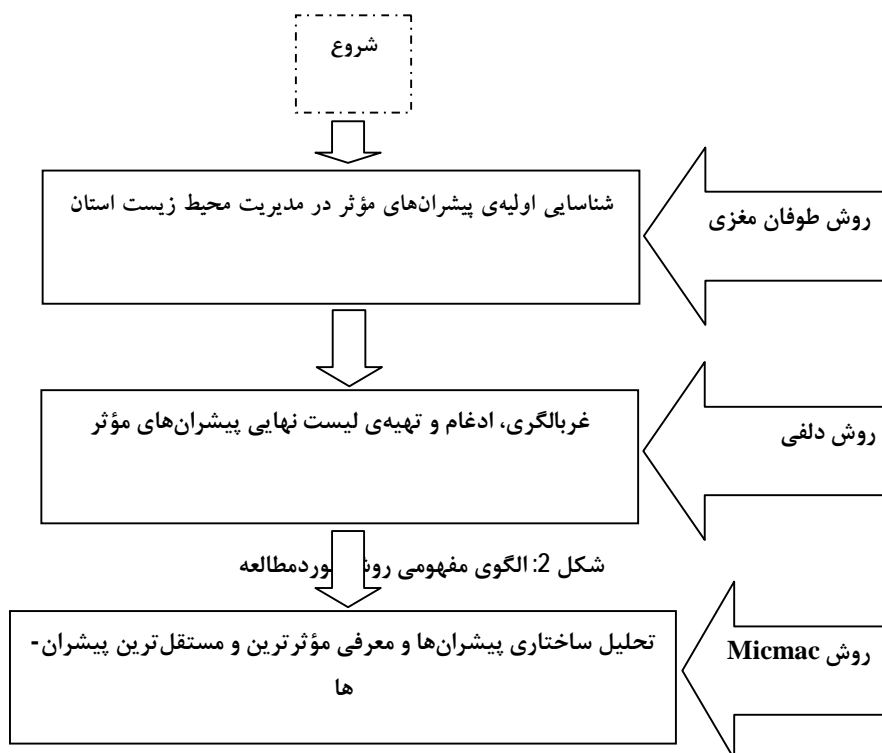 شروع
شناسایی اولیه‌ی پیشران‌های مؤثر در مدیریت محیط زیست استان
روش طوفان مغزی
غربالگری، ادغام و تهیه‌ی لیست نهایی پیشران‌های مؤثر
روش دلفی
شکل 2: الگوی مفهومی روش وردمطالعه
تحلیل ساختاری پیشران‌ها و معرفی مؤثرترین و مستقل‌ترین پیشران-
ها
روش Micmac